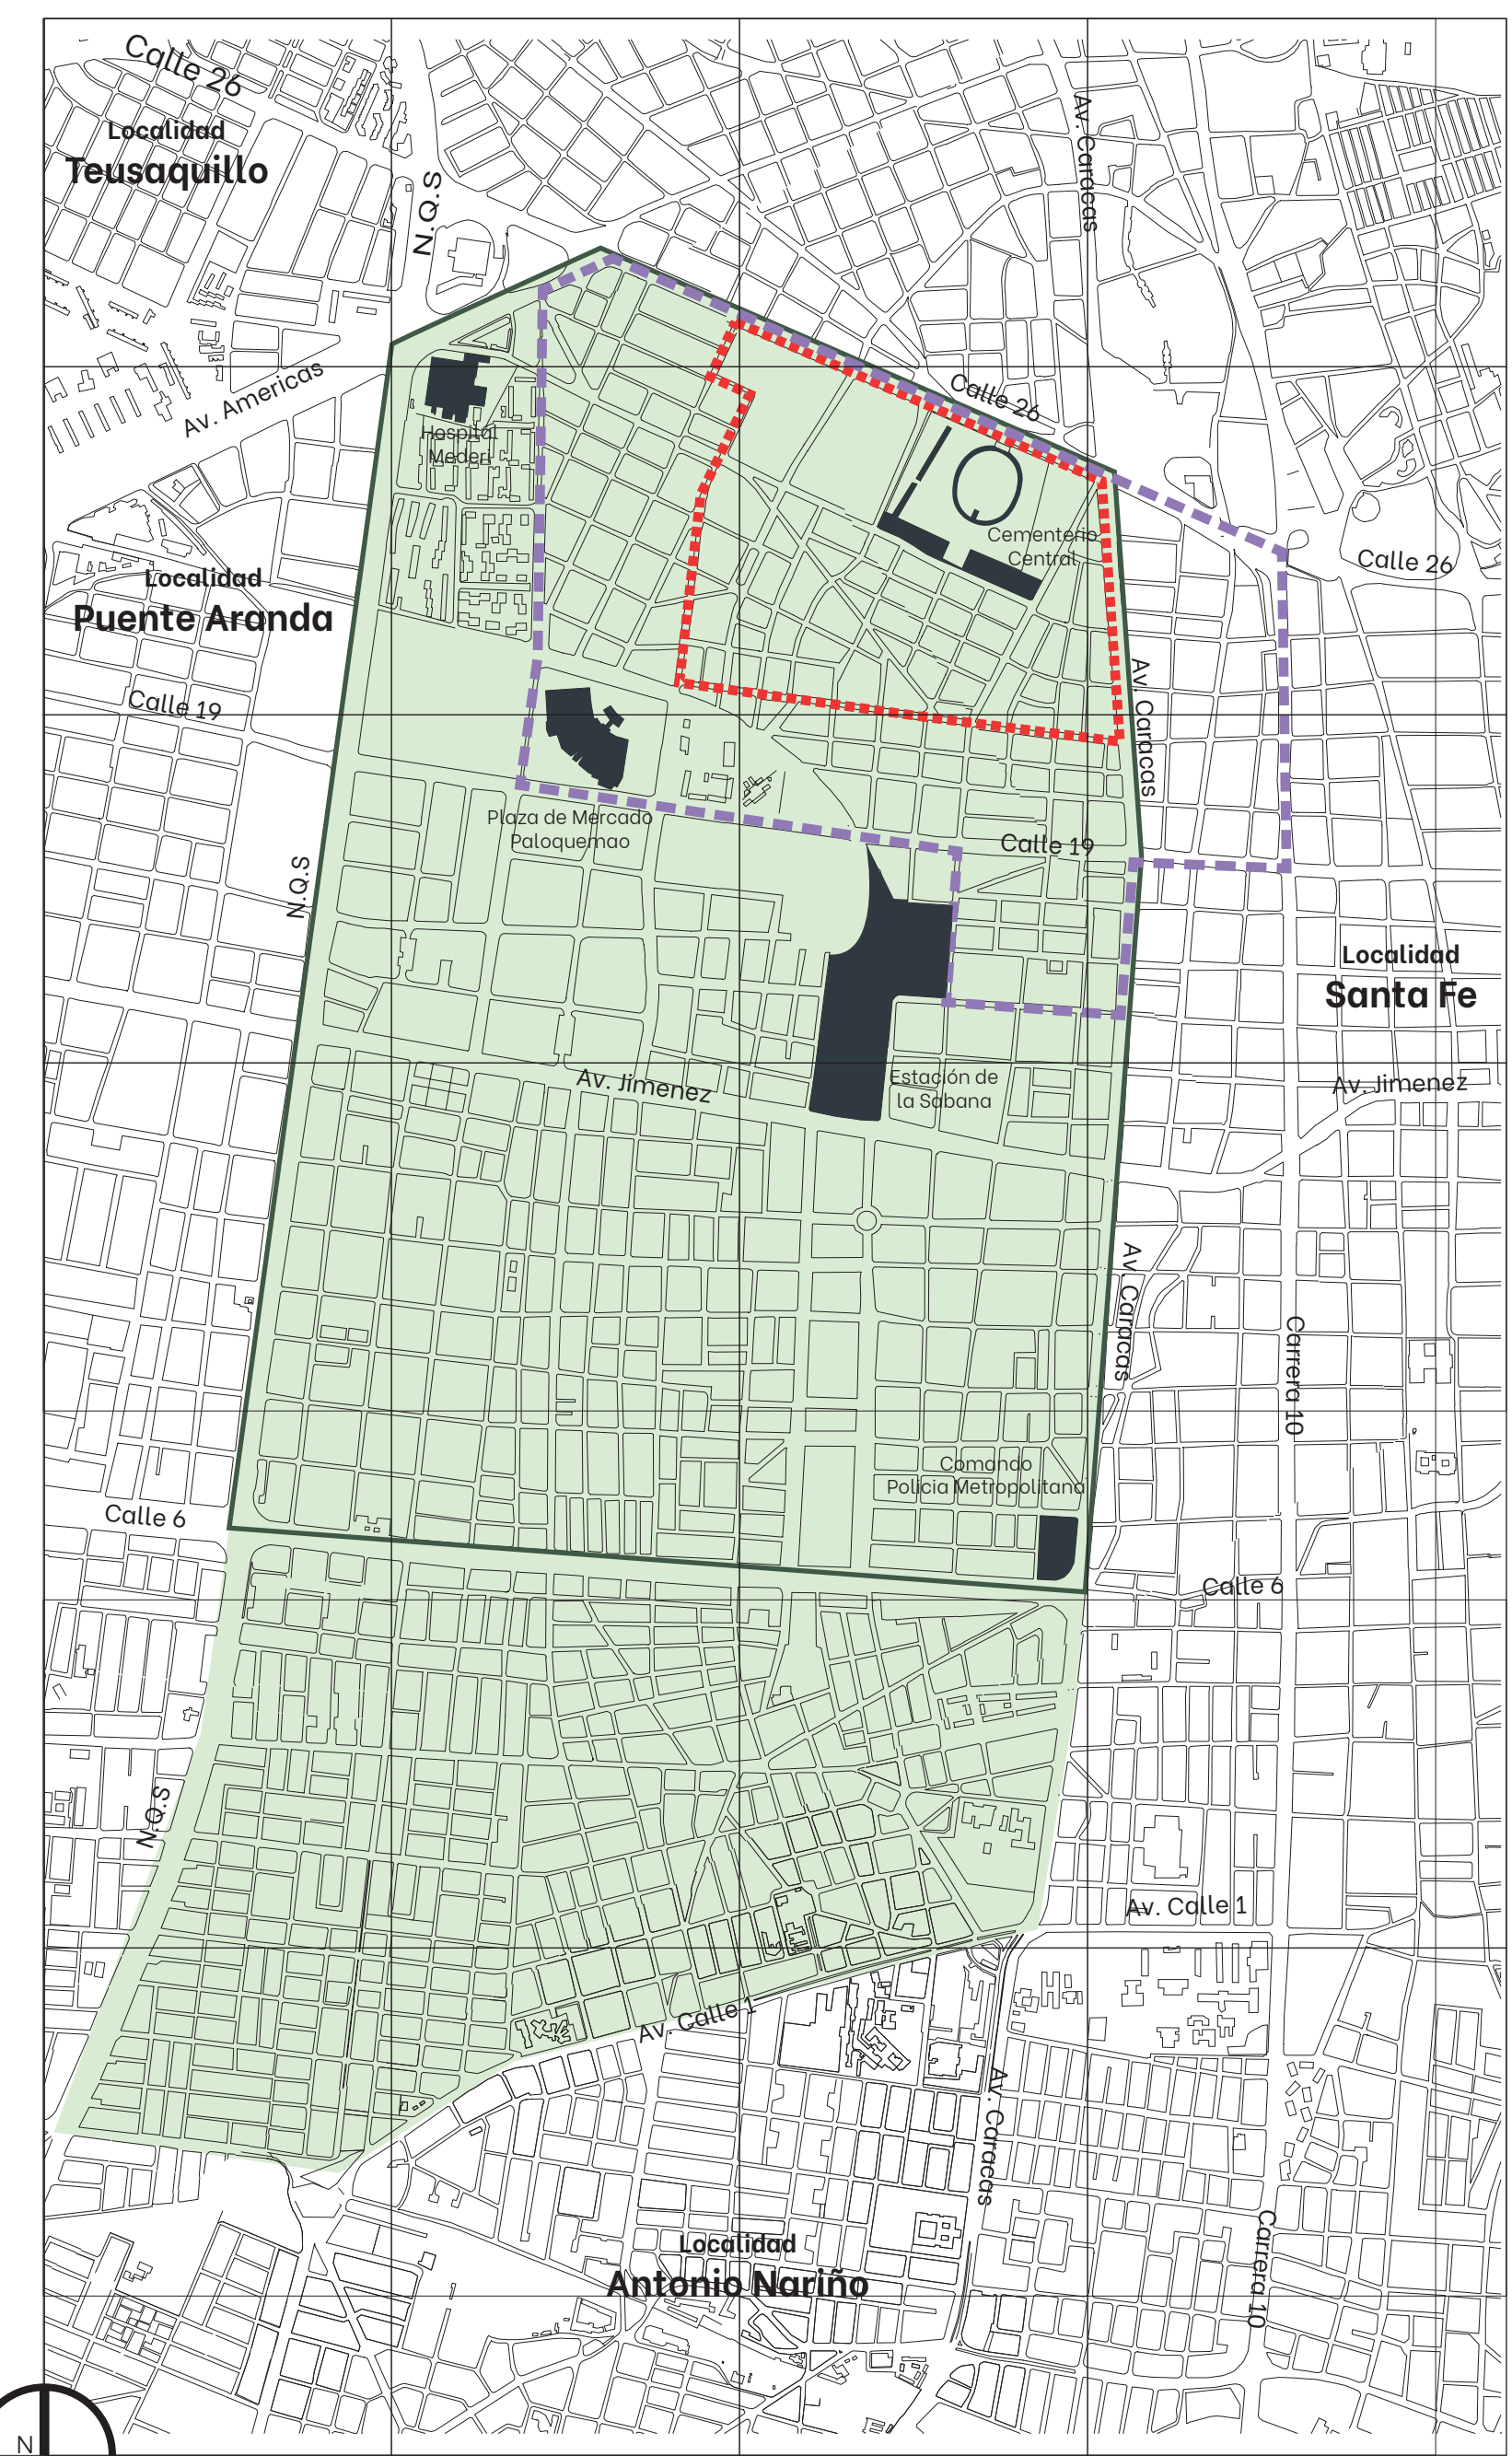 Calle 26
Localidad
Teusaquillo
N.Q.S
Av. Caracas
Av. Americas
Calle 26
Hospital
Mederi
Cementerio
Central
Calle 26
Localidad
Puente Aranda
Calle 19
Av. Caracas
Plaza de Mercado
Paloquemao
Calle 19
N.Q.S
Localidad
Santa Fe
Av. Jimenez
Estación de
la Sabana
Av. Jimenez
Av. Caracas
Carrera 10
Comando
Policia Metropolitana
Calle 6
Calle 6
N.Q.S
Av. Calle 1
Av. Calle 1
Av. Caracas
Localidad
Antonio Nariño
Carrera 10
N